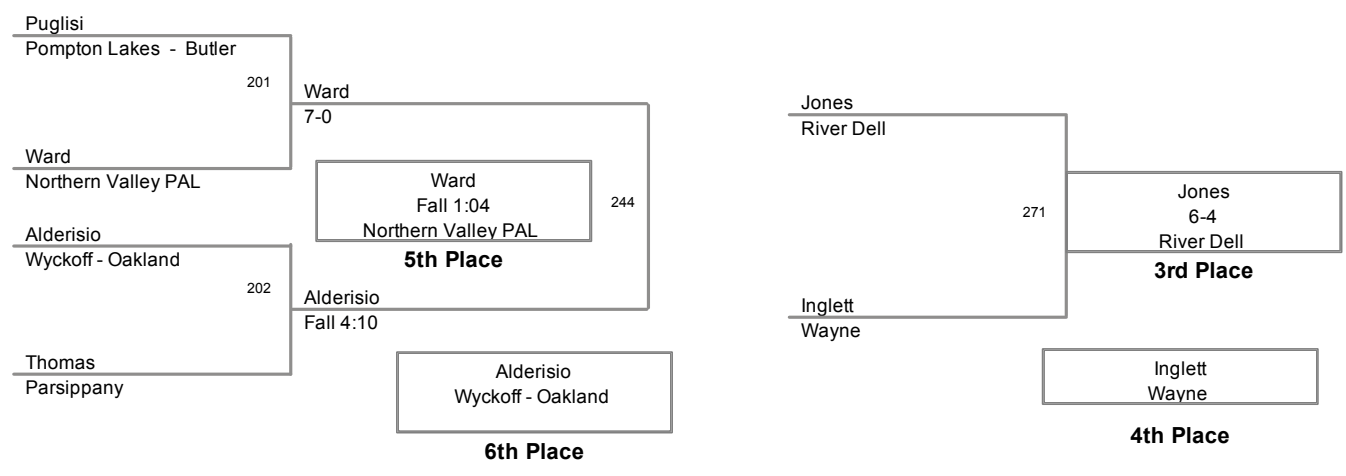 Puglisi
Pompton Lakes - Butler
201
Ward
7-0
Ward
Northern Valley PAL
Ward
Fall 1:04
Northern Valley PAL
244
5th Place
Alderisio
Wyckoff - Oakland
202
Alderisio
Fall 4:10
Thomas
Parsippany
Alderisio
Wyckoff - Oakland
6th Place
Jones
River Dell
271
Jones
6-4
River Dell
3rd Place
Inglett
Wayne
Inglett
Wayne
4th Place